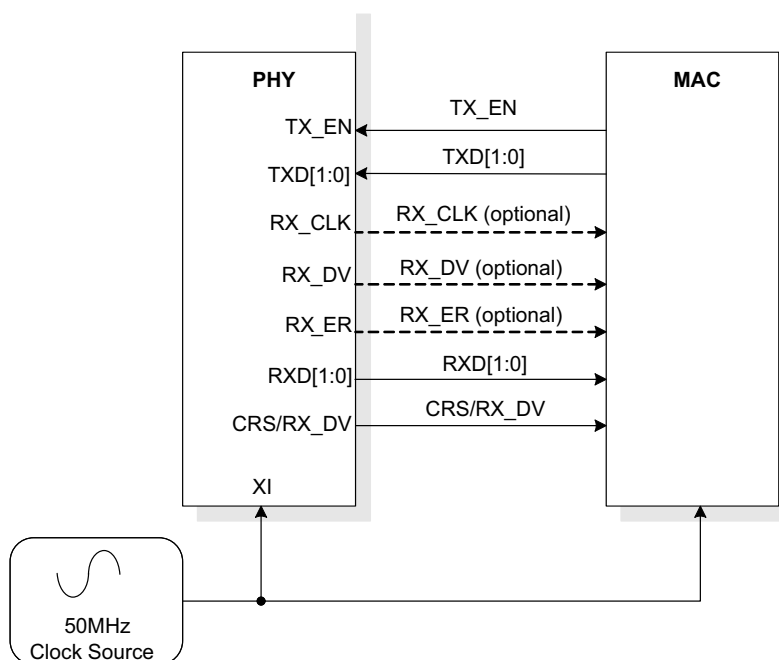 PHY
MAC
TX_EN
TX_EN
TXD[1:0]
TXD[1:0]
RX_CLK
RX_CLK (optional)
RX_DV
RX_DV (optional)
RX_ER
RX_ER (optional)
RXD[1:0]
RXD[1:0]
CRS/RX_DV
CRS/RX_DV
XI
50MHz
Clock Source